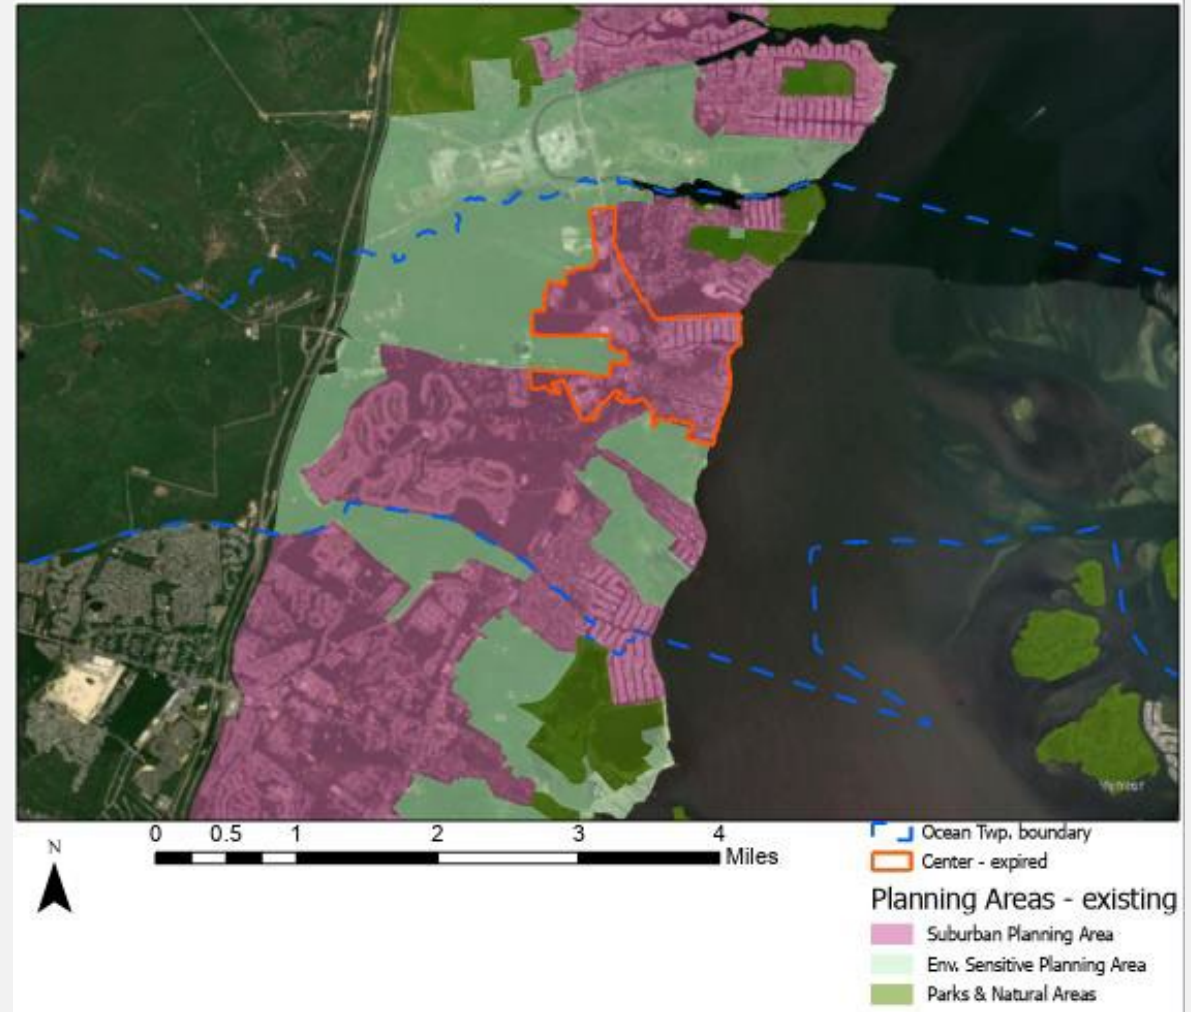 0 0.5 1 2 3 4
Miles
N
Ocean Twp. boundary
Center - expired
Planning Areas - existing
Suburban Planning Area
Env. Sensitive Planning Area
Parks & Natural Areas